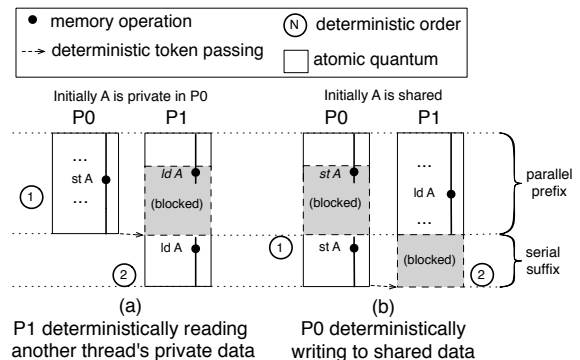 memory operation
N deterministic order
deterministic token passing
atomic quantum
Initially A is private in P0
Initially A is shared
P0 P1 P0 P1
... ld A st A ...
st A ld A
... (blocked) (blocked) ...
1
parallel
prefix
ld A 1 st A (blocked) 2
2
serial
suffix
(a) (b)
P1 deterministically reading
another thread's private data
P0 deterministically
writing to shared data